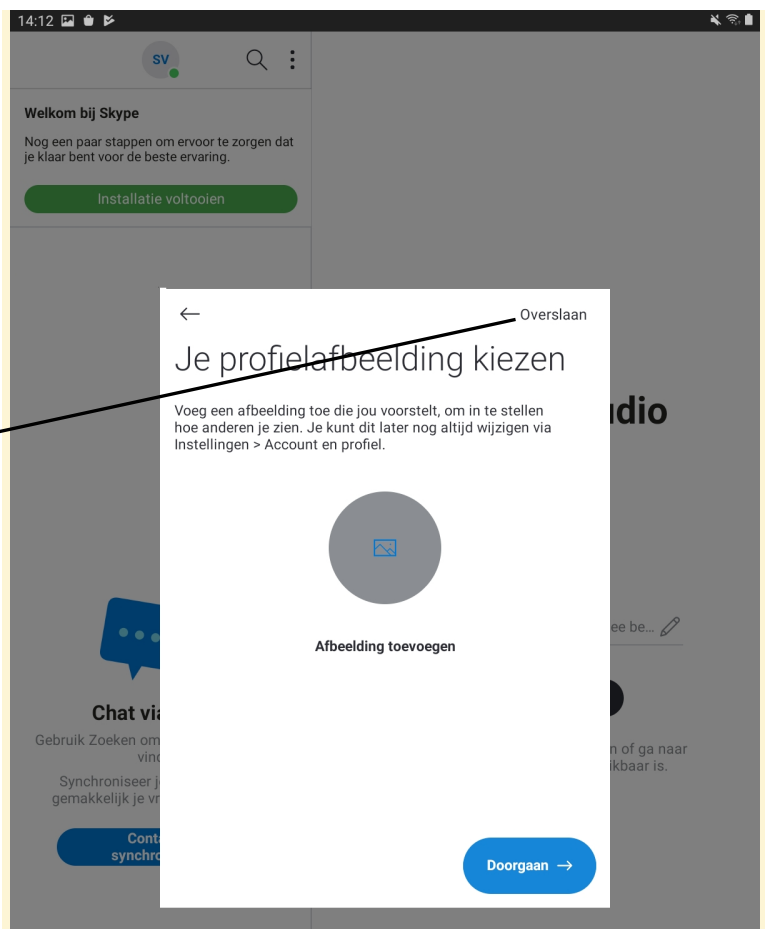 14:12
SV
Welkom bij Skype
Nog een paar stappen om ervoor te zorgen dat
je klaar bent voor de beste ervaring.
Installatie voltooien
Overslaan
Je profielafbeelding kiezen
Voeg een afbeelding toe die jou voorstelt, om in te stellen
hoe anderen je zien. Je kunt dit later nog altijd wijzigen via
Instellingen > Account en profiel.
Afbeelding toevoegen
Doorgaan →
Chat via
Gebruik Zoeken om
vind
Synchroniseer j
gemakkelijk je vr
Conta
synchro
udio
ee be...
n of ga naar
ikbaar is.